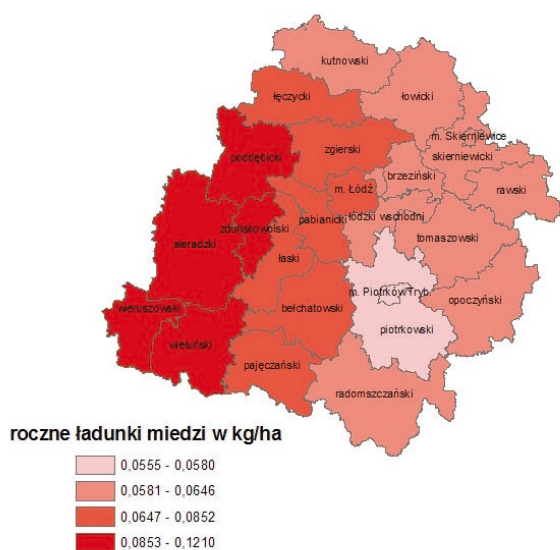 kutnowski
łęczycki
łowicki
m. Skierniewice
zgierski
skierniewicki
poddębicki
brzeziński
rawski
m. Łódź
pabianicki
łódzki wschodni
zduńskowolski
sieradzki
tomaszowski
łaski
m. Piotrków Tryb.
opoczyński
wieruszowski
bełchatowski
piotrkowski
wieluński
pajęczański
radomszczański
roczne ładunki miedzi w kg/ha
0,0555 - 0,0580
0,0581 - 0,0646
0,0647 - 0,0852
0,0853 - 0,1210